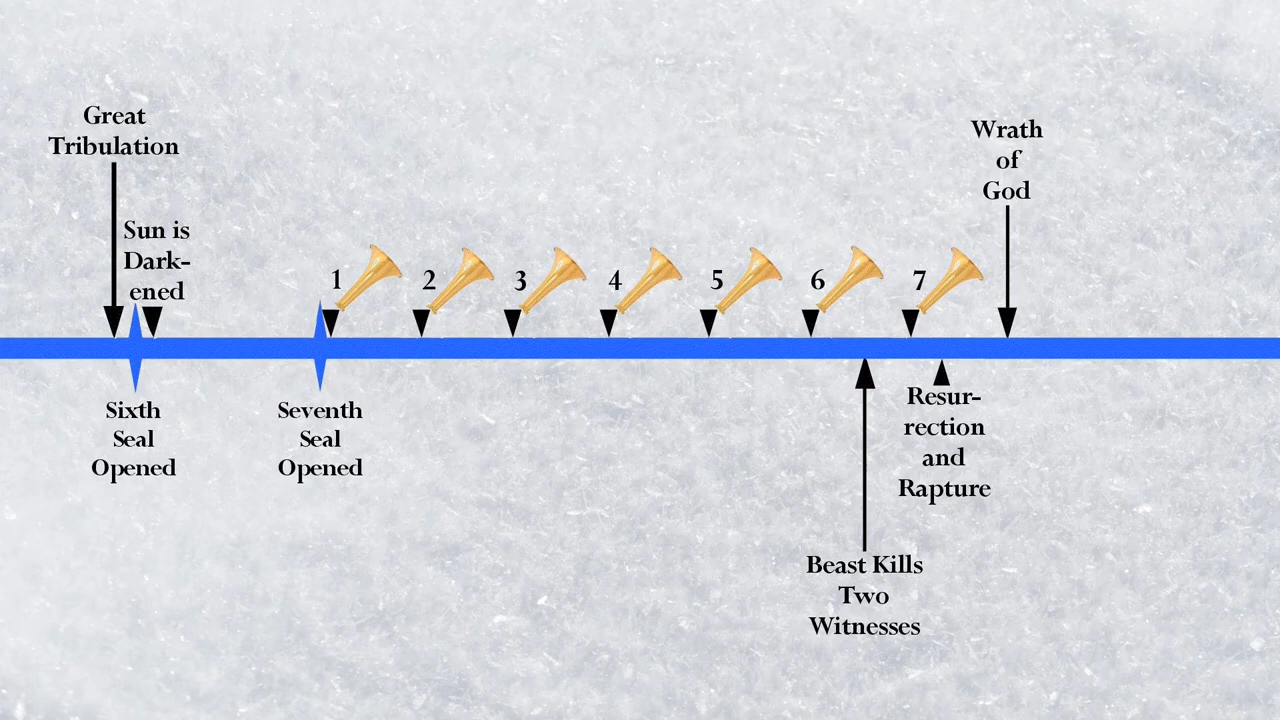 Great
Tribulation
Sun is
Dark-
ened
Wrath
of
God
1
2
3
4
5
6
7
Sixth
Seal
Opened
Seventh
Seal
Opened
Resur-
rection
and
Rapture
Beast Kills
Two
Witnesses